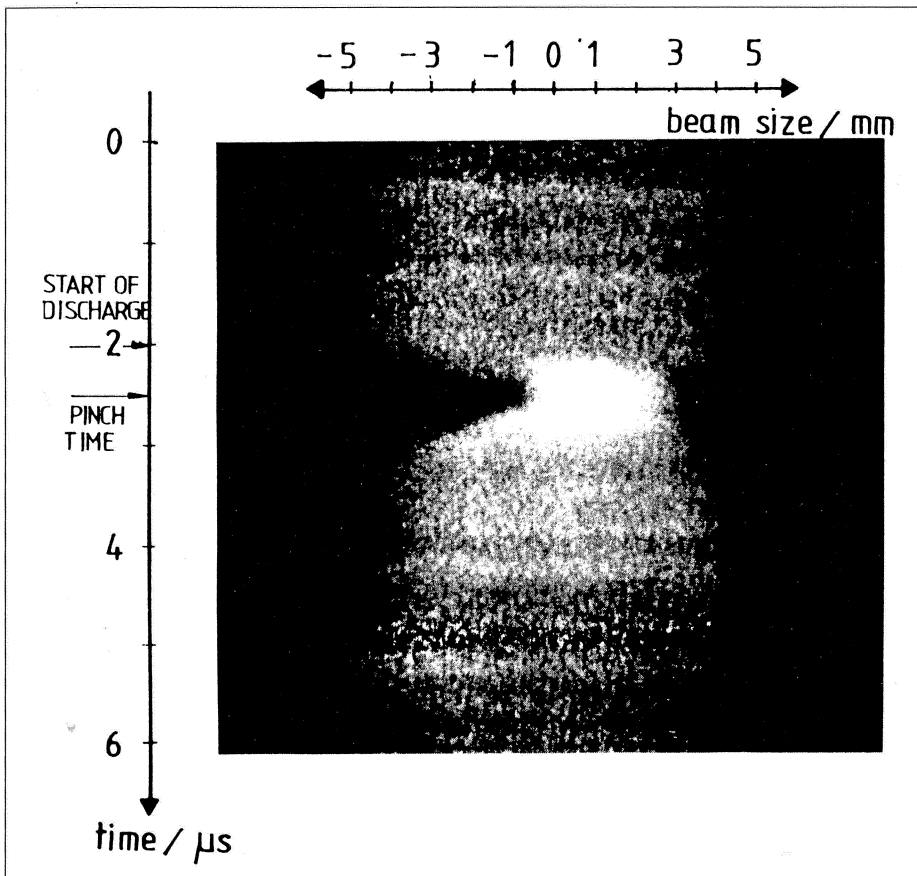 -5 -3 -1 0 1 3 5
beam size / mm
0
START OF
DISCHARGE
2
PINCH
TIME
4
6
time / µs